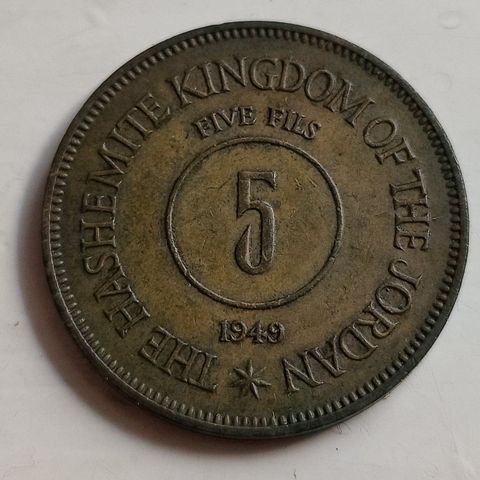 THE HASHEMITE KINGDOM OF THE JORDAN
FIVE FILS
5
1949